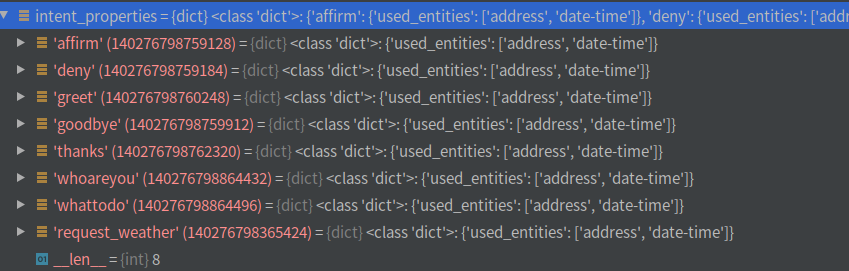 intent_properties = {dict} <class 'dict'>: {'affirm': {'used_entities': ['address', 'date-time']}, 'deny': {'used_entities': ['addr
'affirm' (140276798759128) = {dict} <class 'dict'>: {'used_entities': ['address', 'date-time']}
'deny' (140276798759184) = {dict} <class 'dict'>: {'used_entities': ['address', 'date-time']}
'greet' (140276798760248) = {dict} <class 'dict'>: {'used_entities': ['address', 'date-time']}
'goodbye' (140276798759912) = {dict} <class 'dict'>: {'used_entities': ['address', 'date-time']}
'thanks' (140276798762320) = {dict} <class 'dict'>: {'used_entities': ['address', 'date-time']}
'whoareyou' (140276798864432) = {dict} <class 'dict'>: {'used_entities': ['address', 'date-time']}
'whattodo' (140276798864496) = {dict} <class 'dict'>: {'used_entities': ['address', 'date-time']}
'request_weather' (140276798365424) = {dict} <class 'dict'>: {'used_entities': ['address', 'date-time']}
01 __len__ = {int} 8